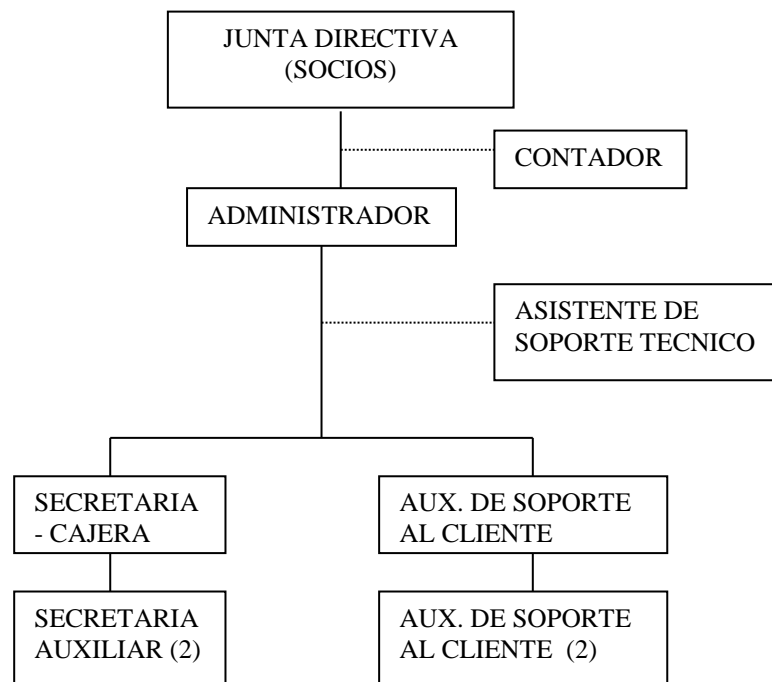 JUNTA DIRECTIVA
(SOCIOS)
CONTADOR
ADMINISTRADOR
ASISTENTE DE
SOPORTE TECNICO
SECRETARIA
- CAJERA
AUX. DE SOPORTE
AL CLIENTE
SECRETARIA
AUXILIAR (2)
AUX. DE SOPORTE
AL CLIENTE (2)